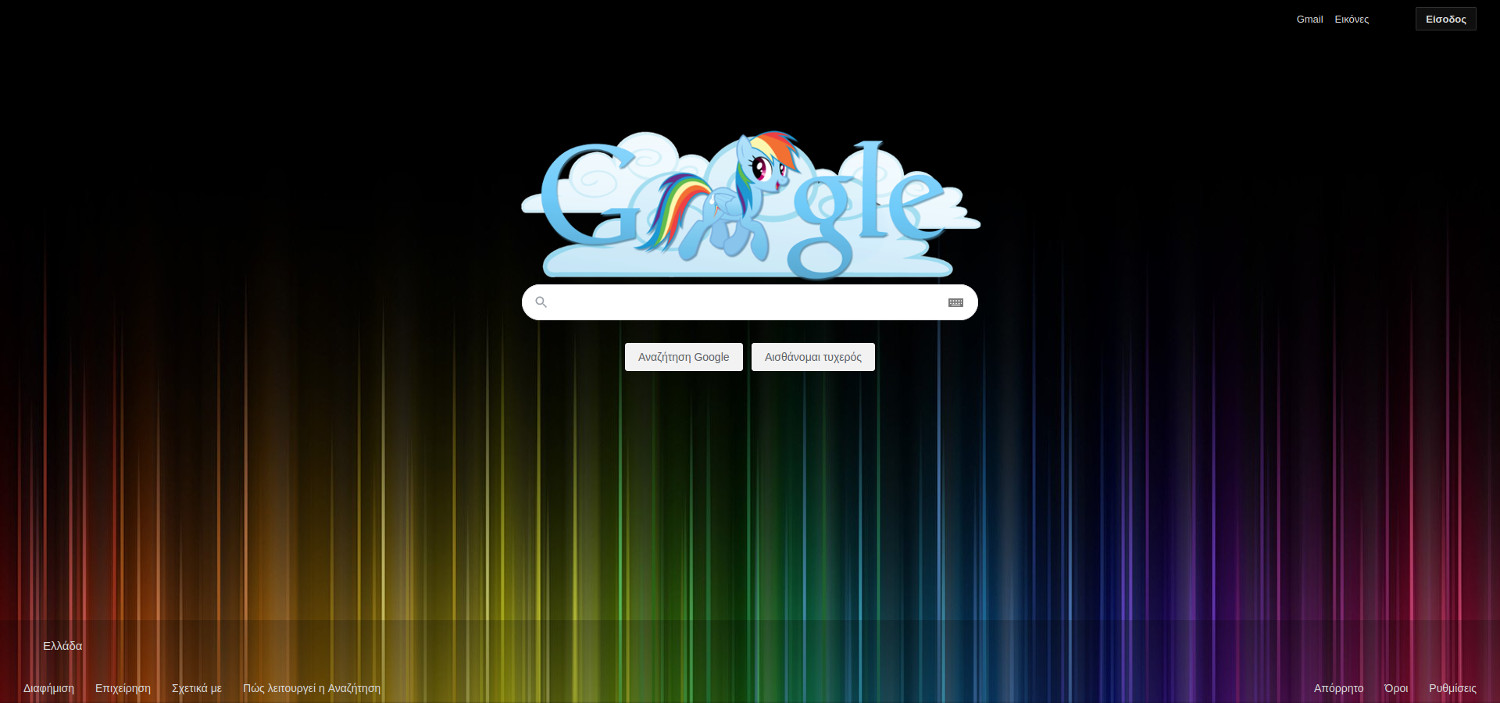 Gmail Εικόνες Είσοδος
Google
Αναζήτηση Google Αισθάνομαι τυχερός
Ελλάδα
Διαφήμιση Επιχείρηση Σχετικά με Πώς λειτουργεί η Αναζήτηση Απόρρητο Όροι Ρυθμίσεις